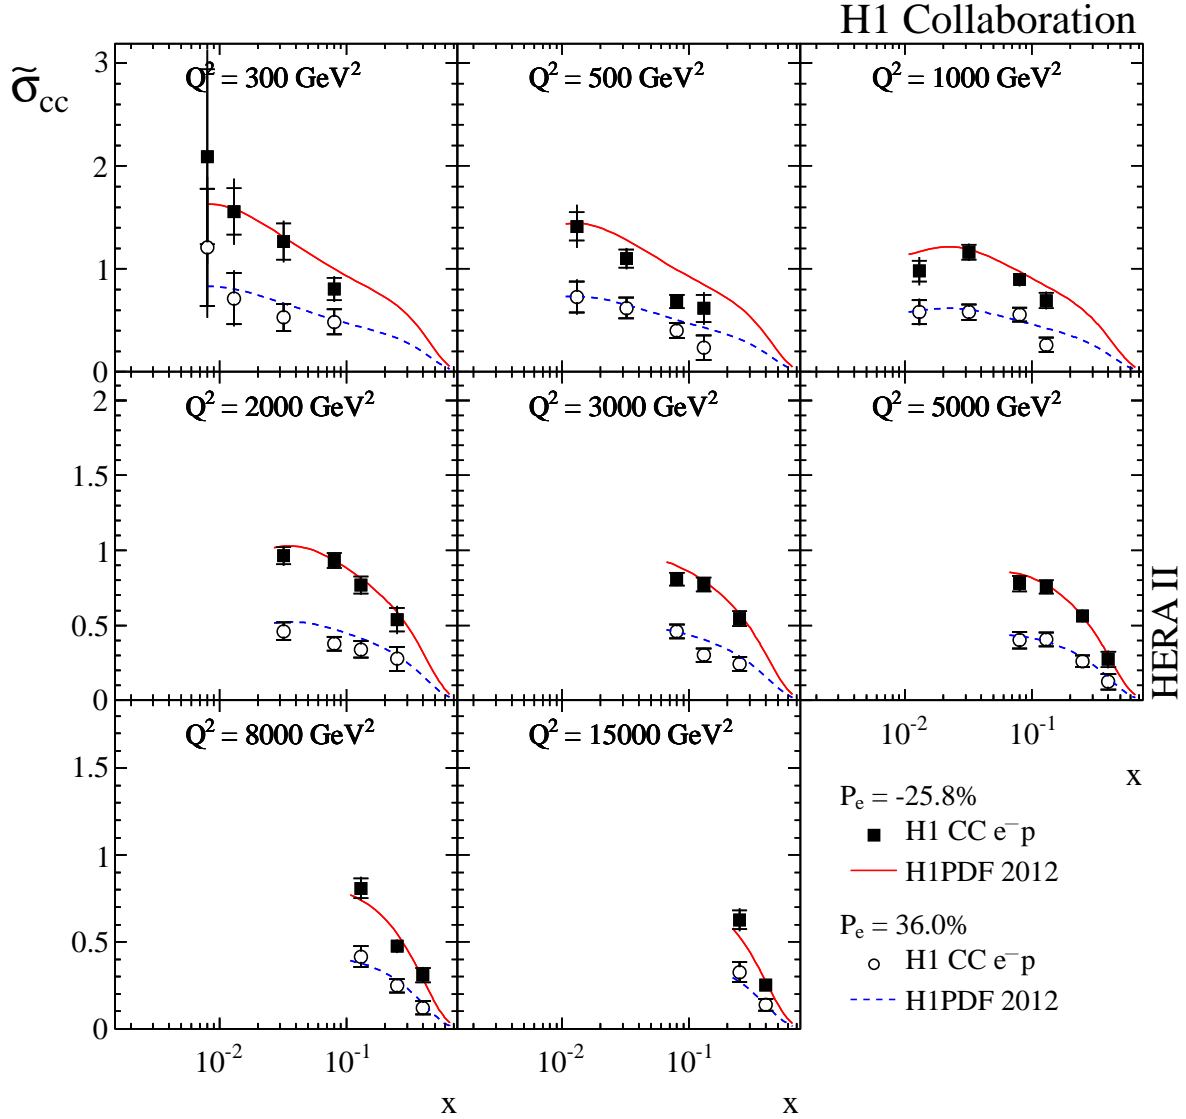 H1 Collaboration
σ̃cc
Q² = 300 GeV²
Q² = 500 GeV²
Q² = 1000 GeV²
3
2
1
0
Q² = 2000 GeV²
Q² = 3000 GeV²
Q² = 5000 GeV²
2
1.5
1
0.5
0
HERA II
Q² = 8000 GeV²
Q² = 15000 GeV²
10⁻² 10⁻¹
x
1.5
1
0.5
0
Pₑ = -25.8%
H1 CC e⁻p
H1PDF 2012
Pₑ = 36.0%
H1 CC e⁻p
H1PDF 2012
10⁻² 10⁻¹
10⁻² 10⁻¹
x
x